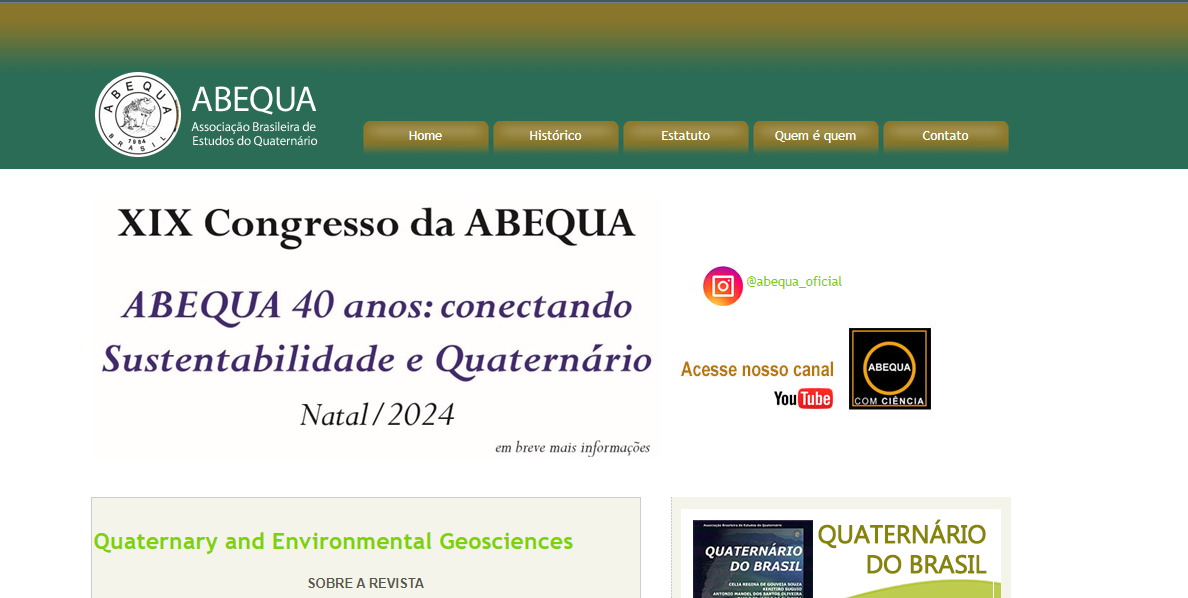 ABEQUA
BRASIL
1984
ABEQUA
Associação Brasileira de
Estudos do Quaternário
Home
Histórico
Estatuto
Quem é quem
Contato
XIX Congresso da ABEQUA
ABEQUA 40 anos: conectando
Sustentabilidade e Quaternário
Natal/2024
em breve mais informações
@abequa_oficial
Acesse nosso canal
YouTube
ABEQUA
COM CIÊNCIA
Quaternary and Environmental Geosciences
SOBRE A REVISTA
Associação Brasileira de Estudos do Quaternário
QUATERNÁRIO
DO BRASIL
CELIA REGINA DE GOUVEIA SOUZA
KENITIRO SUGUIO
ANTONIO MANOEL DOS SANTOS OLIVEIRA
QUATERNÁRIO
DO BRASIL